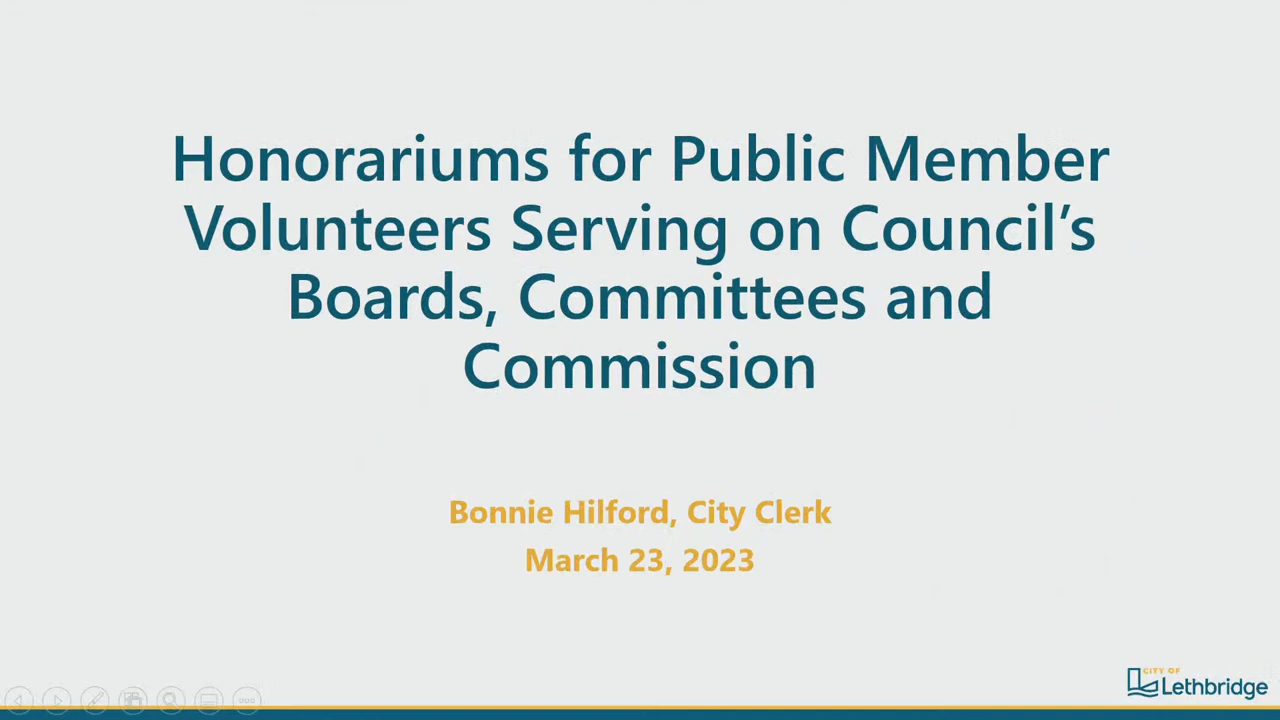 Honorariums for Public Member
Volunteers Serving on Council’s
Boards, Committees and
Commission
Bonnie Hilford, City Clerk
March 23, 2023
CITY OF
Lethbridge